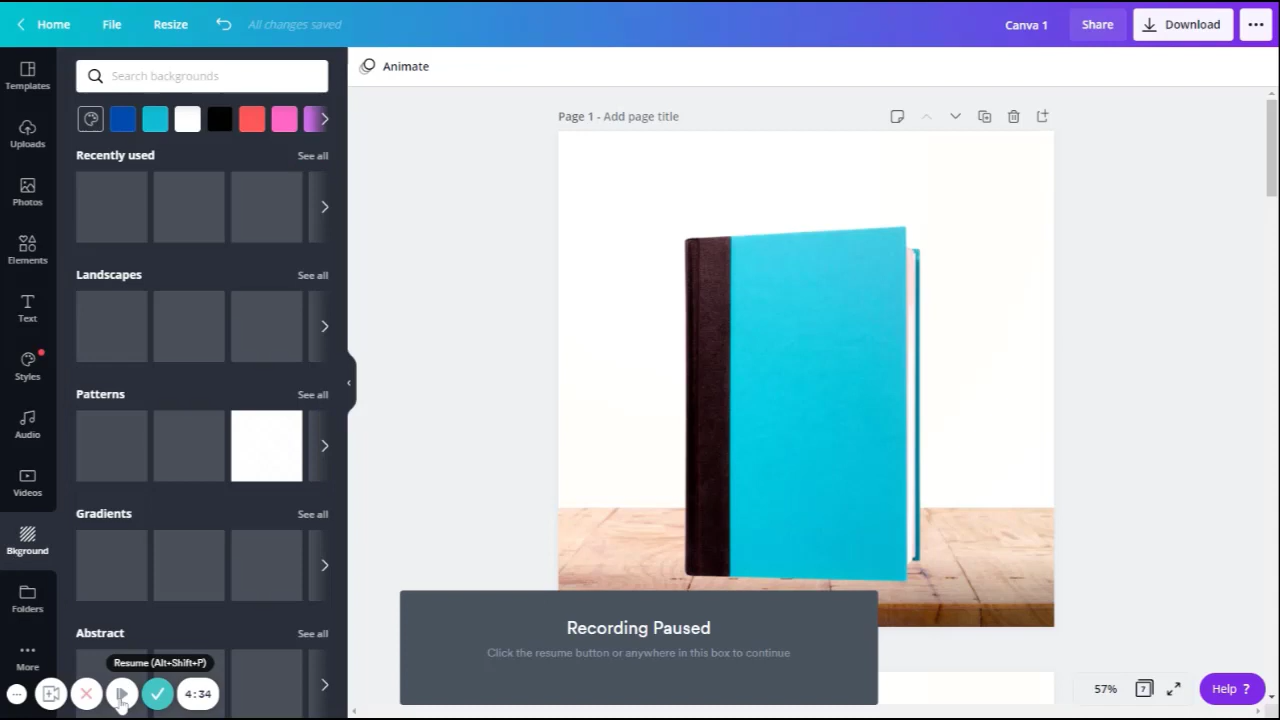 Home
File
Resize
All changes saved
Canva 1
Share
Download
Templates
Uploads
Photos
Elements
Text
Styles
Audio
Videos
Bkground
Folders
More
Search backgrounds
Recently used
See all
Landscapes
See all
Patterns
See all
Gradients
See all
Abstract
See all
Resume (Alt+Shift+P)
4:34
Animate
Page 1 - Add page title
Recording Paused
Click the resume button or anywhere in this box to continue
57%
7
Help ?